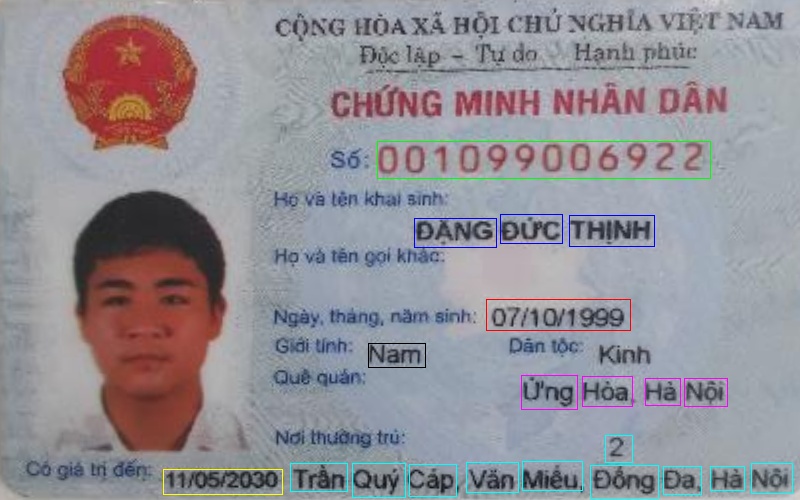 CỘNG HÒA XÃ HỘI CHỦ NGHĨA VIỆT NAM
Độc lập – Tự do Hạnh phúc
CHỨNG MINH NHÂN DÂN
Số: 001099006922
Họ và tên khai sinh:
ĐẶNG ĐỨC THỊNH
Họ và tên gọi khác:
Ngày, tháng, năm sinh: 07/10/1999
Giới tính: Nam Dân tộc: Kinh
Quê quán:
Ứng Hòa, Hà Nội
Nơi thường trú: 2
Có giá trị đến: 11/05/2030 Trần Quý Cáp, Văn Miếu, Đống Đa, Hà Nội